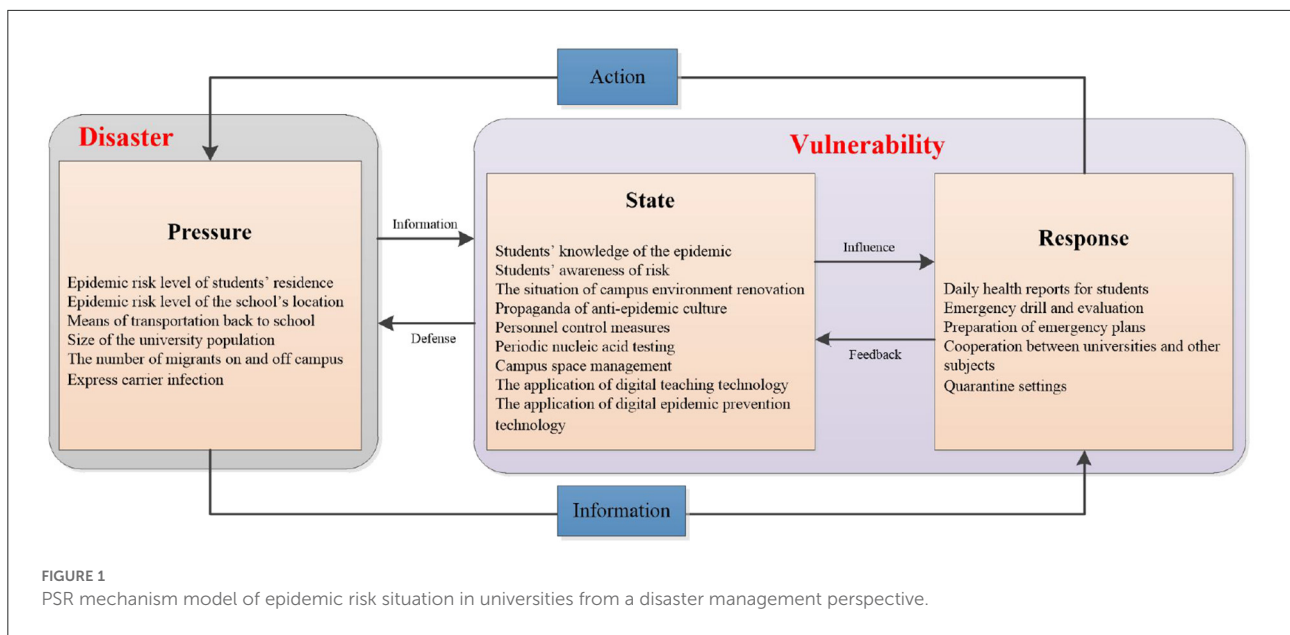 Action
Disaster
Pressure
Epidemic risk level of students’ residence
Epidemic risk level of the school’s location
Means of transportation back to school
Size of the university population
The number of migrants on and off campus
Express carrier infection
Information
Defense
Vulnerability
State
Students’ knowledge of the epidemic
Students’ awareness of risk
The situation of campus environment renovation
Propaganda of anti-epidemic culture
Personnel control measures
Periodic nucleic acid testing
Campus space management
The application of digital teaching technology
The application of digital epidemic prevention
technology
Influence
Feedback
Response
Daily health reports for students
Emergency drill and evaluation
Preparation of emergency plans
Cooperation between universities and other
subjects
Quarantine settings
Information
FIGURE 1
PSR mechanism model of epidemic risk situation in universities from a disaster management perspective.